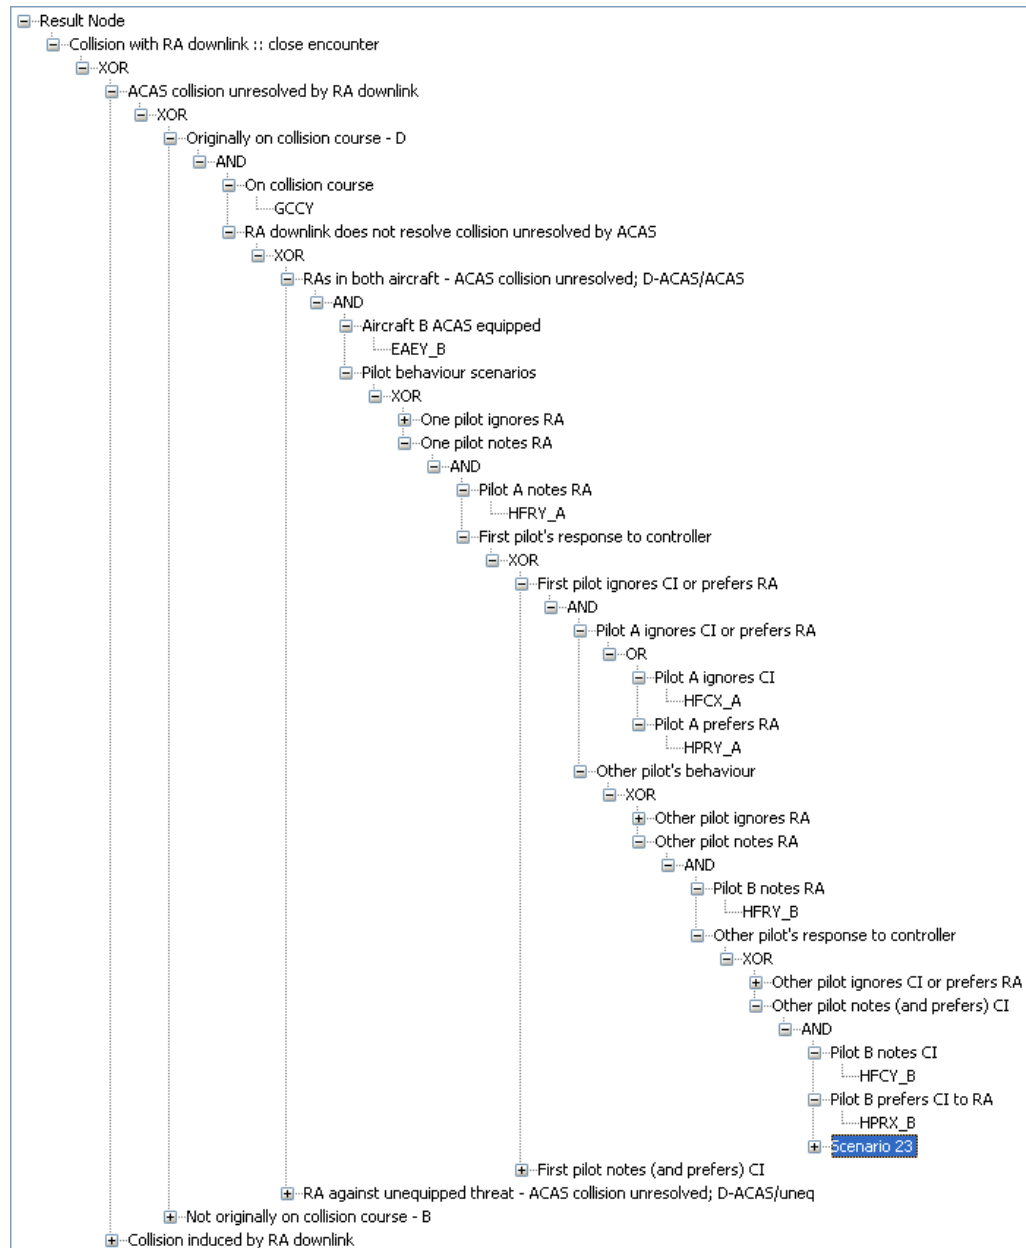 Result Node
Collision with RA downlink :: close encounter
XOR
ACAS collision unresolved by RA downlink
XOR
Originally on collision course - D
AND
On collision course
GCCY
RA downlink does not resolve collision unresolved by ACAS
XOR
RAs in both aircraft - ACAS collision unresolved; D-ACAS/ACAS
AND
Aircraft B ACAS equipped
EAEY_B
Pilot behaviour scenarios
XOR
One pilot ignores RA
One pilot notes RA
AND
Pilot A notes RA
HFRY_A
First pilot's response to controller
XOR
First pilot ignores CI or prefers RA
AND
Pilot A ignores CI or prefers RA
OR
Pilot A ignores CI
HFCX_A
Pilot A prefers RA
HPRY_A
Other pilot's behaviour
XOR
Other pilot ignores RA
Other pilot notes RA
AND
Pilot B notes RA
HFRY_B
Other pilot's response to controller
XOR
Other pilot ignores CI or prefers RA
Other pilot notes (and prefers) CI
AND
Pilot B notes CI
HFCY_B
Pilot B prefers CI to RA
HPRX_B
Scenario 23
First pilot notes (and prefers) CI
RA against unequipped threat - ACAS collision unresolved; D-ACAS/uneq
Not originally on collision course - B
Collision induced by RA downlink